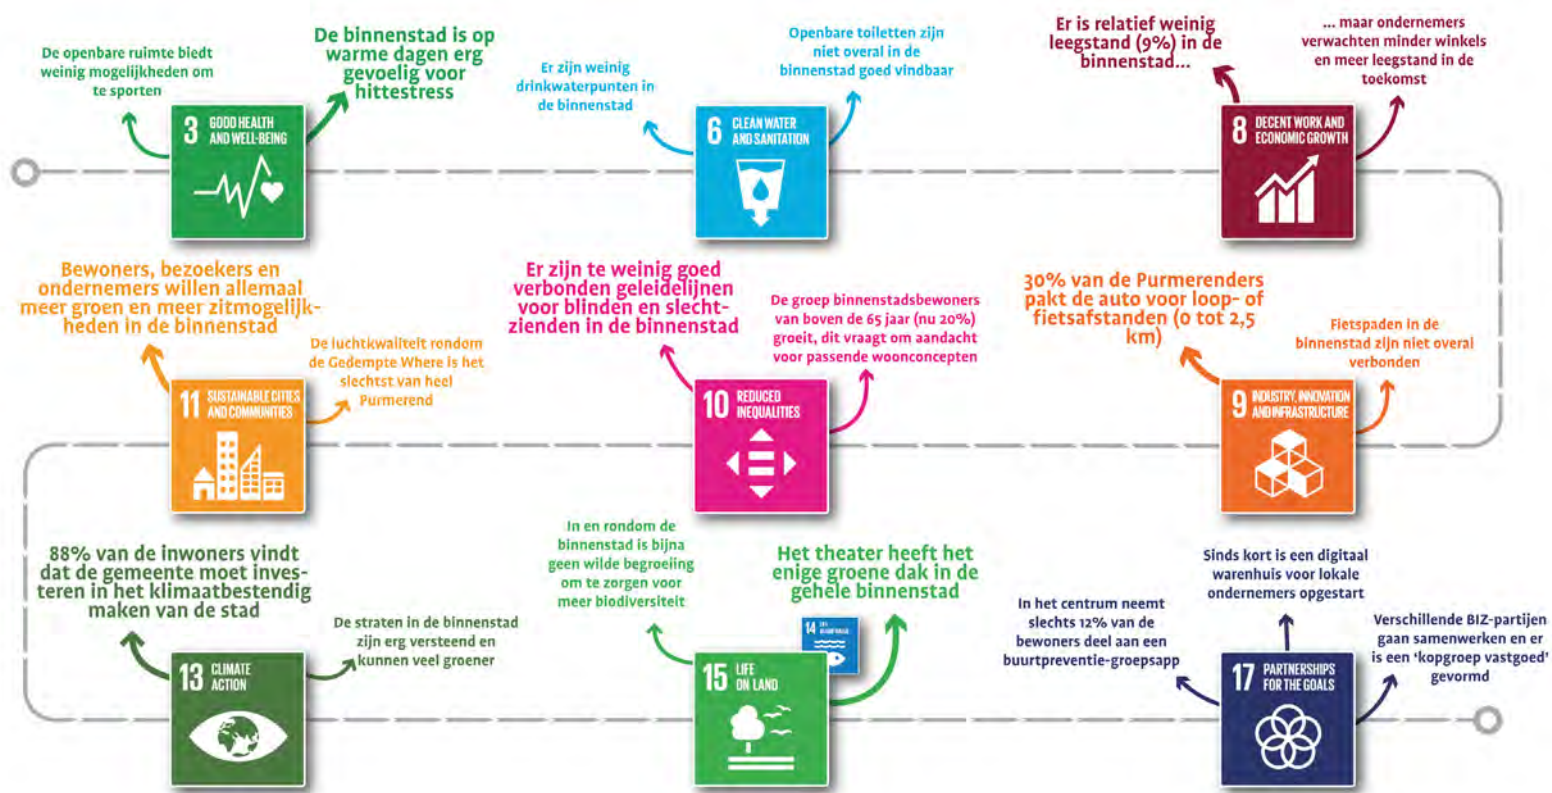 De openbare ruimte biedt
weinig mogelijkheden om
te sporten
De binnenstad is op
warme dagen erg
gevoelig voor
hittestress
3 GOOD HEALTH
AND WELL-BEING
Er zijn weinig
drinkwaterpunten in
de binnenstad
Openbare toiletten zijn
niet overal in de
binnenstad goed vindbaar
6 CLEAN WATER
AND SANITATION
Er is relatief weinig
leegstand (9%) in de
binnenstad...
... maar ondernemers
verwachten minder winkels
en meer leegstand in de
toekomst
8 DECENT WORK AND
ECONOMIC GROWTH
Bewoners, bezoekers en
ondernemers willen allemaal
meer groen en meer zitmogelijk-
heden in de binnenstad
De luchtkwaliteit rondom
de Gedempte Where is het
slechtst van heel
Purmerend
11 SUSTAINABLE CITIES
AND COMMUNITIES
Er zijn te weinig goed
verbonden geleidelijnen
voor blinden en slecht-
zienden in de binnenstad
De groep binnenstadsbewoners
van boven de 65 jaar (nu 20%)
groeit, dit vraagt om aandacht
voor passende woonconcepten
10 REDUCED
INEQUALITIES
30% van de Purmerenders
pakt de auto voor loop- of
fietsafstanden (0 tot 2,5
km)
Fietspaden in de
binnenstad zijn niet overal
verbonden
9 INDUSTRY, INNOVATION
AND INFRASTRUCTURE
88% van de inwoners vindt
dat de gemeente moet inves-
teren in het klimaatbestendig
maken van de stad
De straten in de binnenstad
zijn erg versteend en
kunnen veel groener
13 CLIMATE
ACTION
In en rondom de
binnenstad is bijna
geen wilde begroeiing
om te zorgen voor
meer biodiversiteit
Het theater heeft het
enige groene dak in de
gehele binnenstad
14
15 LIFE
ON LAND
In het centrum neemt
slechts 12% van de
bewoners deel aan een
buurtpreventie-groepsapp
Sinds kort is een digitaal
warenhuis voor lokale
ondernemers opgestart
Verschillende BIZ-partijen
gaan samenwerken en er
is een 'kopgroep vastgoed'
gevormd
17 PARTNERSHIPS
FOR THE GOALS